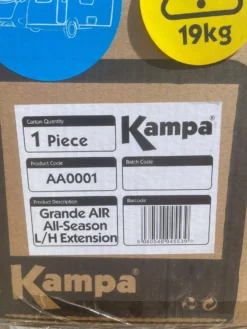 19kg
Carton Quantity
1 Piece
Kampa®
Product Code
AA0001
Batch Code
Product Description
Grande AIR
All-Season
L/H Extension
Barcode
Kampa®